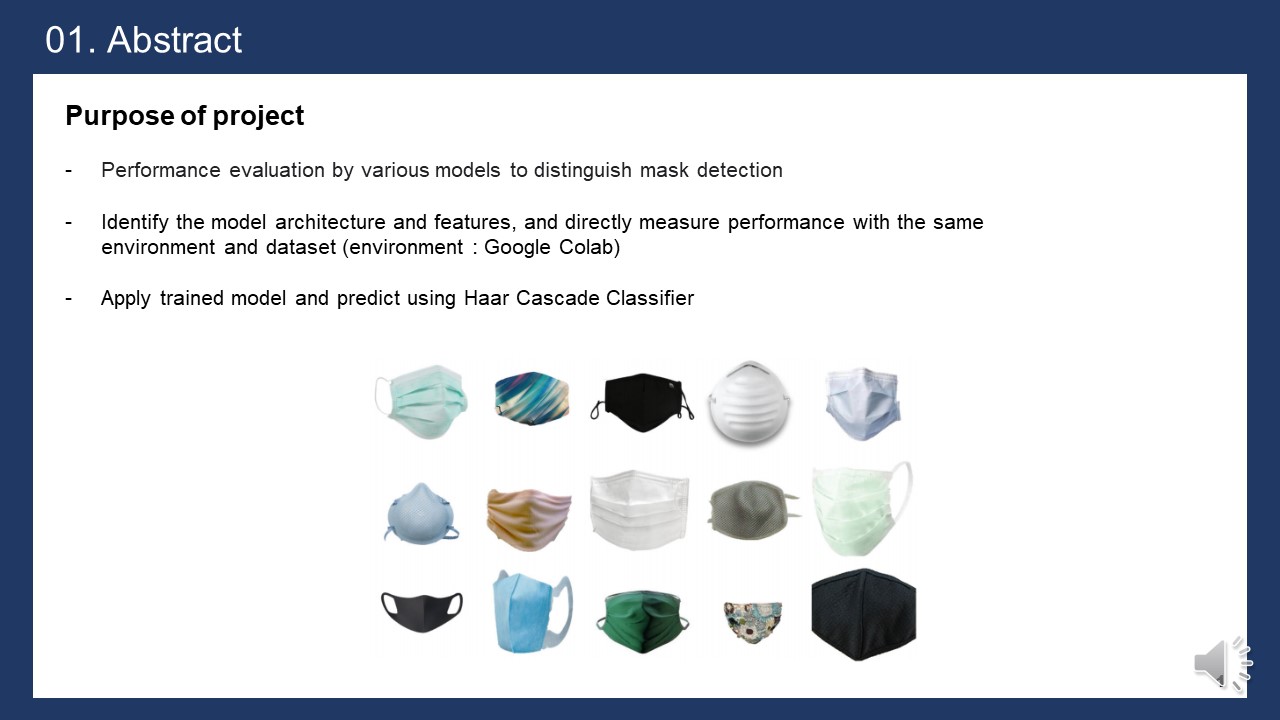 01. Abstract
Purpose of project
- Performance evaluation by various models to distinguish mask detection
- Identify the model architecture and features, and directly measure performance with the same
environment and dataset (environment : Google Colab)
- Apply trained model and predict using Haar Cascade Classifier